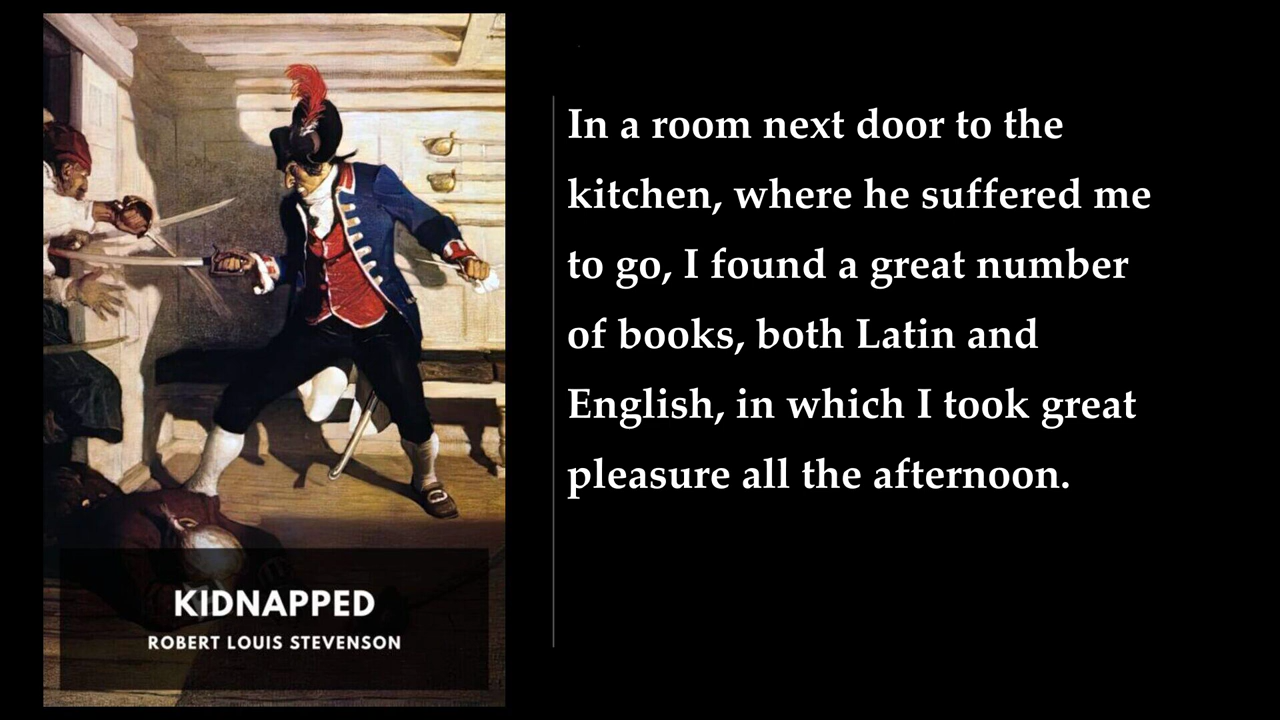 In a room next door to the
kitchen, where he suffered me
to go, I found a great number
of books, both Latin and
English, in which I took great
pleasure all the afternoon.
KIDNAPPED
ROBERT LOUIS STEVENSON